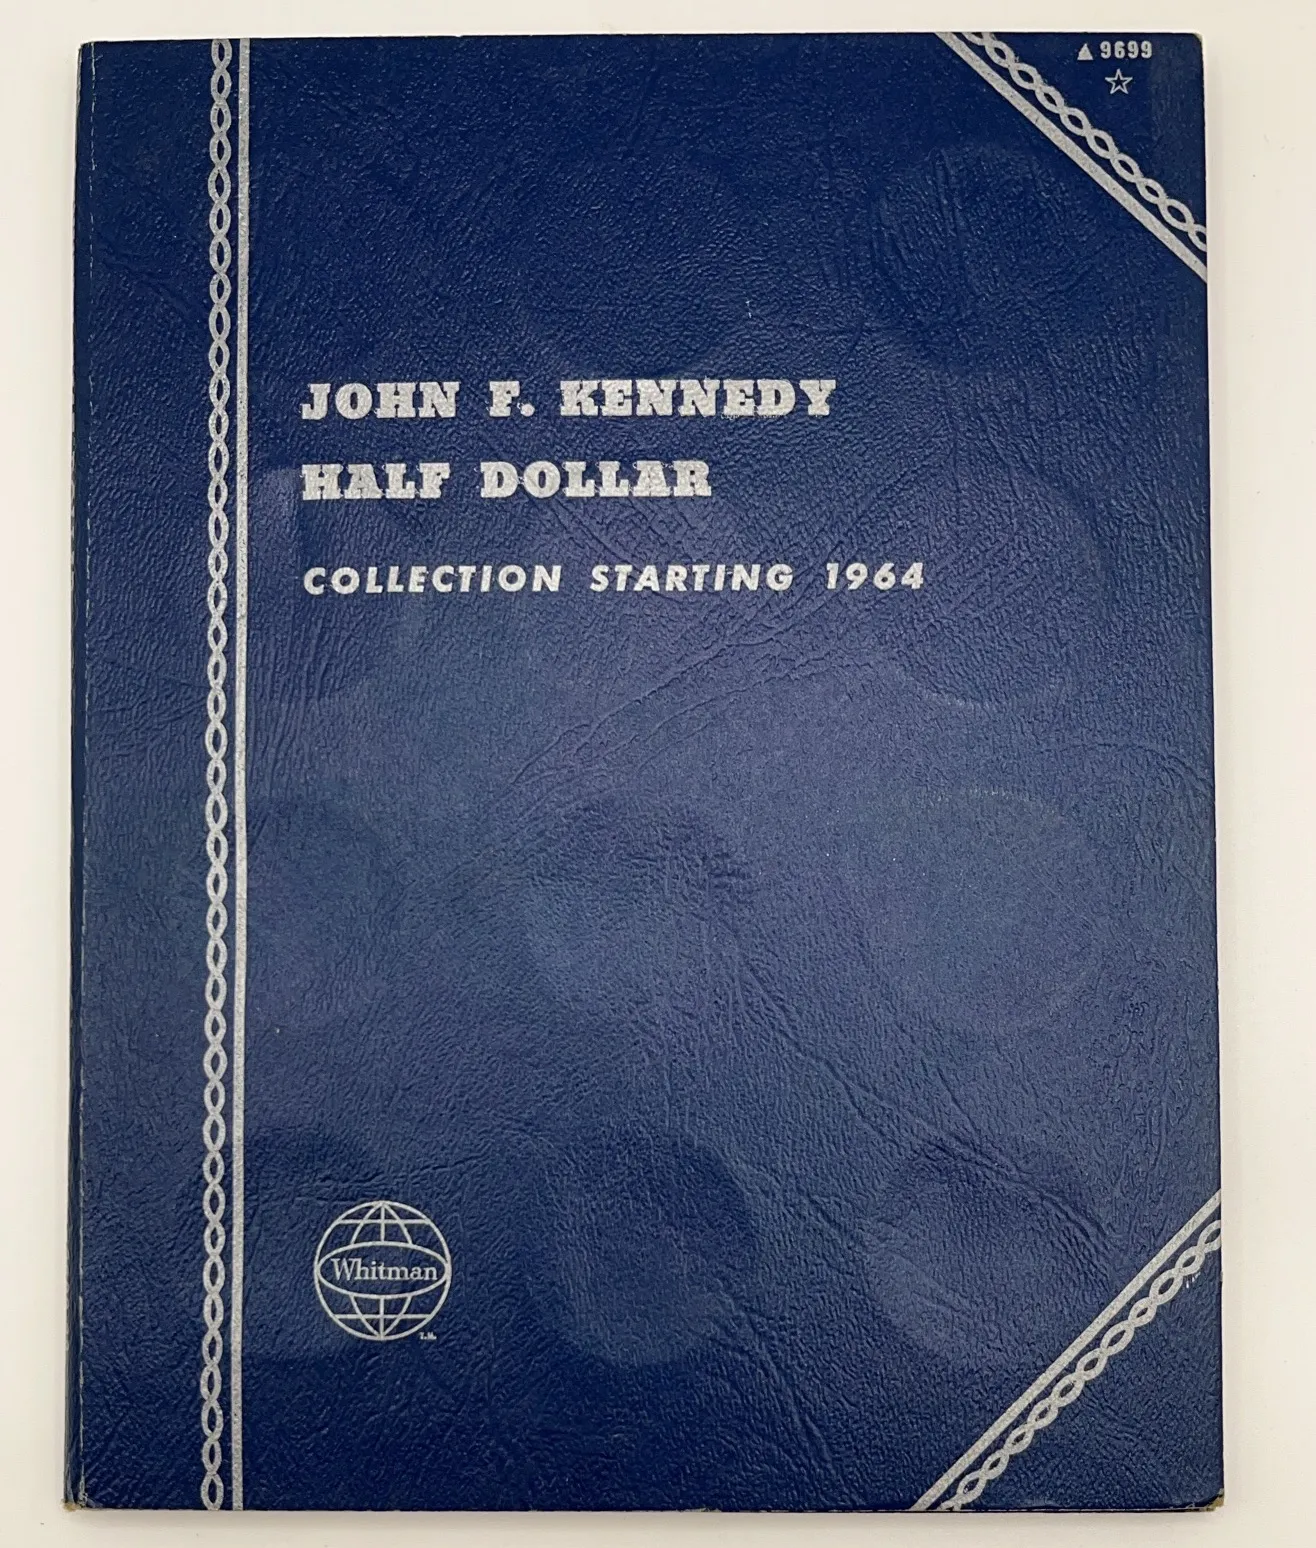 ▲ 9699
☆
JOHN F. KENNEDY
HALF DOLLAR
COLLECTION STARTING 1964
Whitman
T.M.